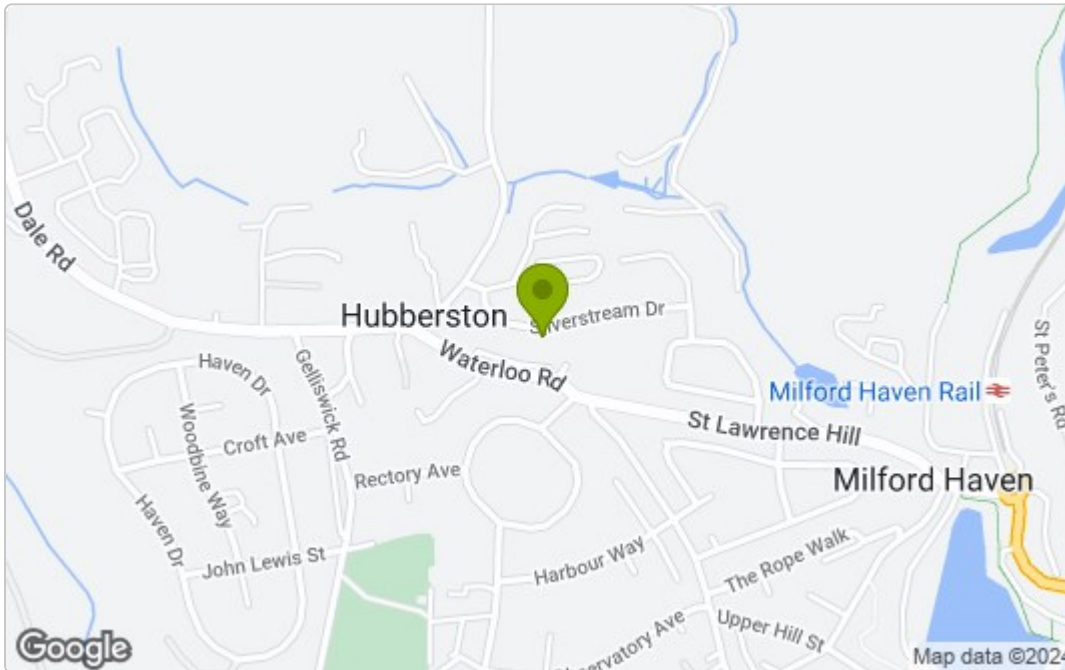 Dale Rd
Hubberston
Silverstream Dr
Waterloo Rd
Haven Dr
Gelliswick Rd
Woodbine Way
Croft Ave
Rectory Ave
Haven Dr
John Lewis St
Harbour Way
St Lawrence Hill
Milford Haven Rail
St Peter's Rd
Milford Haven
The Rope Walk
Upper Hill St
Observatory Ave
Google
Map data ©2024